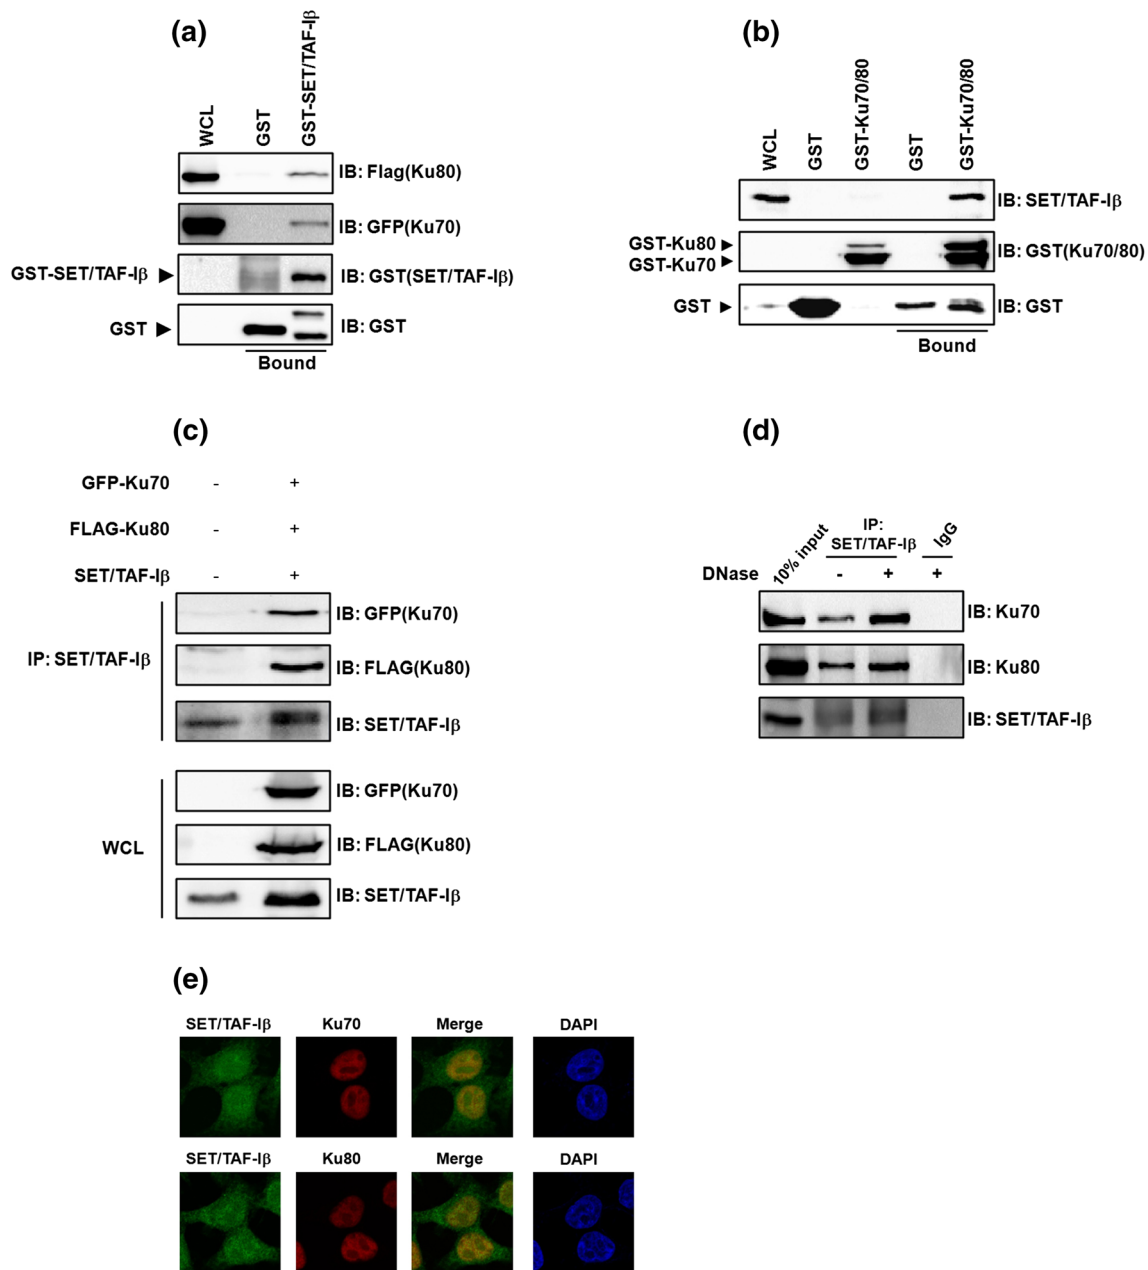 (a)
WCL
GST
GST-SET/TAF-Iβ
IB: Flag(Ku80)
IB: GFP(Ku70)
GST-SET/TAF-Iβ
IB: GST(SET/TAF-Iβ)
GST
IB: GST
Bound
(b)
WCL
GST
GST-Ku70/80
GST
GST-Ku70/80
IB: SET/TAF-Iβ
GST-Ku80
GST-Ku70
IB: GST(Ku70/80)
GST
IB: GST
Bound
(c)
GFP-Ku70 - +
FLAG-Ku80 - +
SET/TAF-Iβ - +
IP: SET/TAF-Iβ
IB: GFP(Ku70)
IB: FLAG(Ku80)
IB: SET/TAF-Iβ
WCL
IB: GFP(Ku70)
IB: FLAG(Ku80)
IB: SET/TAF-Iβ
(d)
10% input
IP:
SET/TAF-Iβ
IgG
DNase - + +
IB: Ku70
IB: Ku80
IB: SET/TAF-Iβ
(e)
SET/TAF-Iβ Ku70 Merge DAPI
SET/TAF-Iβ Ku80 Merge DAPI